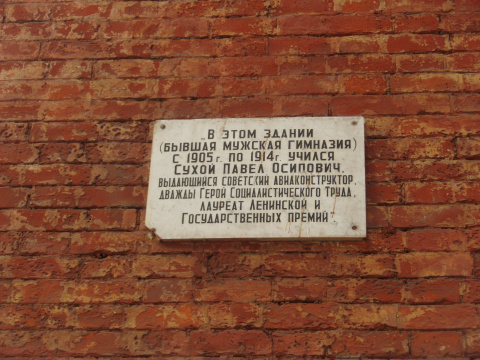 „В ЭТОМ ЗДАНИИ
(БЫВШАЯ МУЖСКАЯ ГИМНАЗИЯ)
С 1905г. ПО 1914г. УЧИЛСЯ
СУХОЙ ПАВЕЛ ОСИПОВИЧ,
ВЫДАЮЩИЙСЯ СОВЕТСКИЙ АВИАКОНСТРУКТОР,
ДВАЖДЫ ГЕРОЙ СОЦИАЛИСТИЧЕСКОГО ТРУДА,
ЛАУРЕАТ ЛЕНИНСКОЙ И
ГОСУДАРСТВЕННЫХ ПРЕМИЙ”.